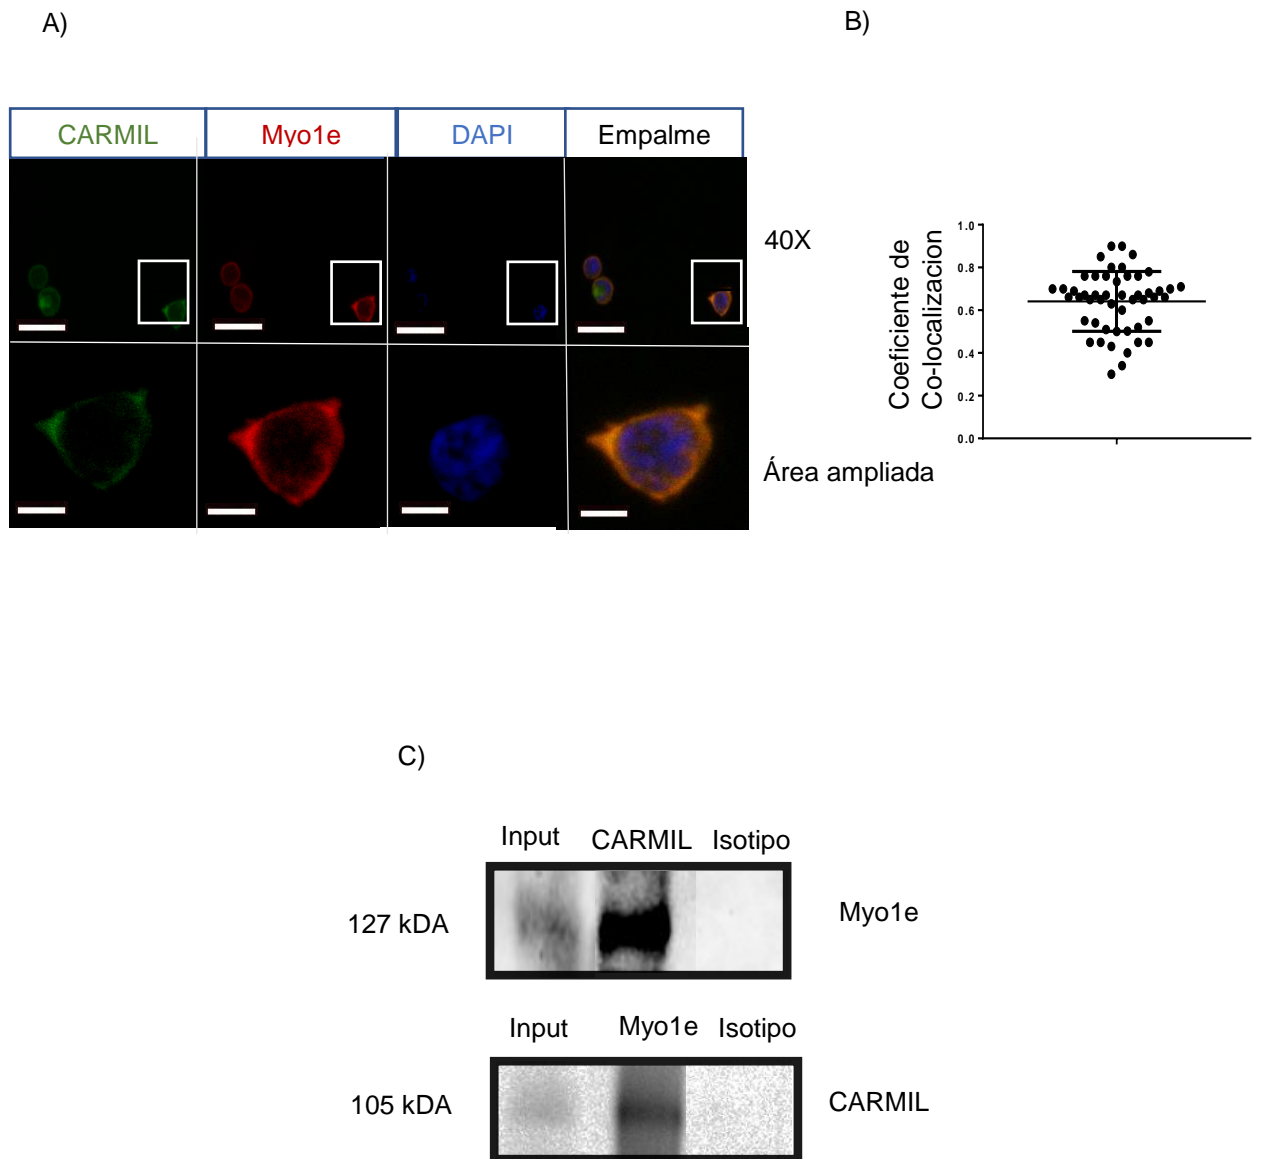 A)
B)
CARMIL Myo1e DAPI Empalme
40X
Área ampliada
Coeficiente de
Co-localizacion
1.0
0.8
0.6
0.4
0.2
0.0
C)
Input CARMIL Isotipo
127 kDA Myo1e
Input Myo1e Isotipo
105 kDA CARMIL